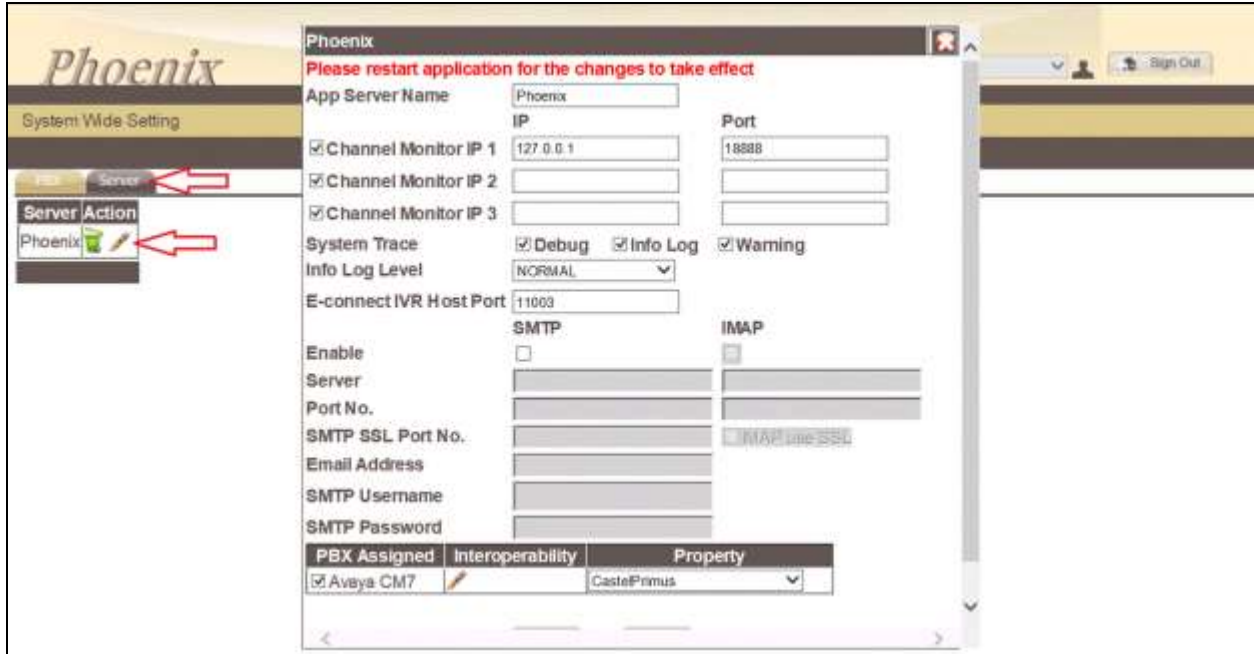 Phoenix
Sign Out
System Wide Setting
PBX Server
Server Action
Phoenix
Phoenix
Please restart application for the changes to take effect
App Server Name Phoenix
IP Port
Channel Monitor IP 1 127.0.0.1 18888
Channel Monitor IP 2
Channel Monitor IP 3
System Trace Debug Info Log Warning
Info Log Level NORMAL
E-connect IVR Host Port 11003
SMTP IMAP
Enable
Server
Port No.
SMTP SSL Port No. IMAP use SSL
Email Address
SMTP Username
SMTP Password
PBX Assigned Interoperability Property
Avaya CM7 CastelPrimus